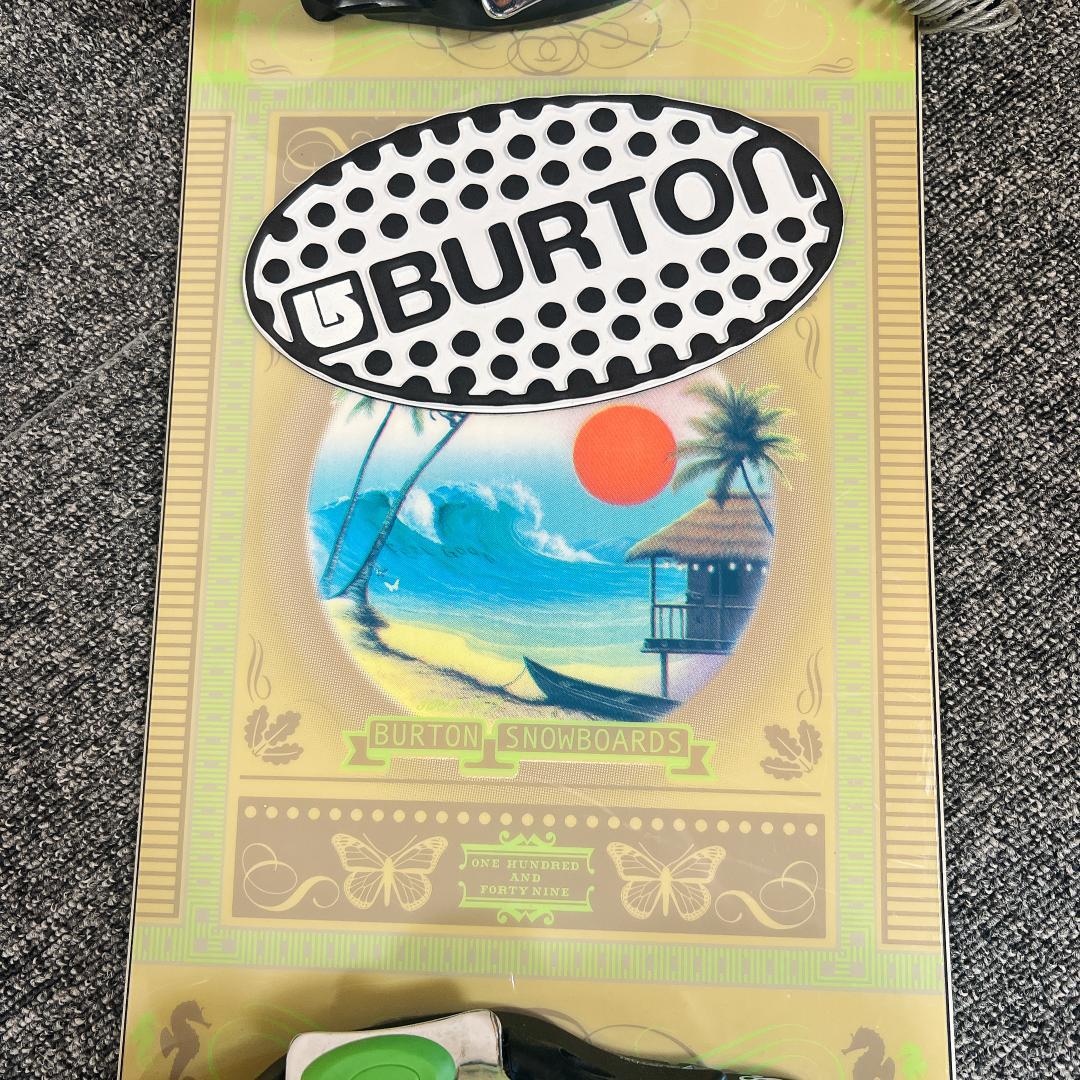 BURTON
BURTON SNOWBOARDS
ONE HUNDRED
AND
FORTY NINE